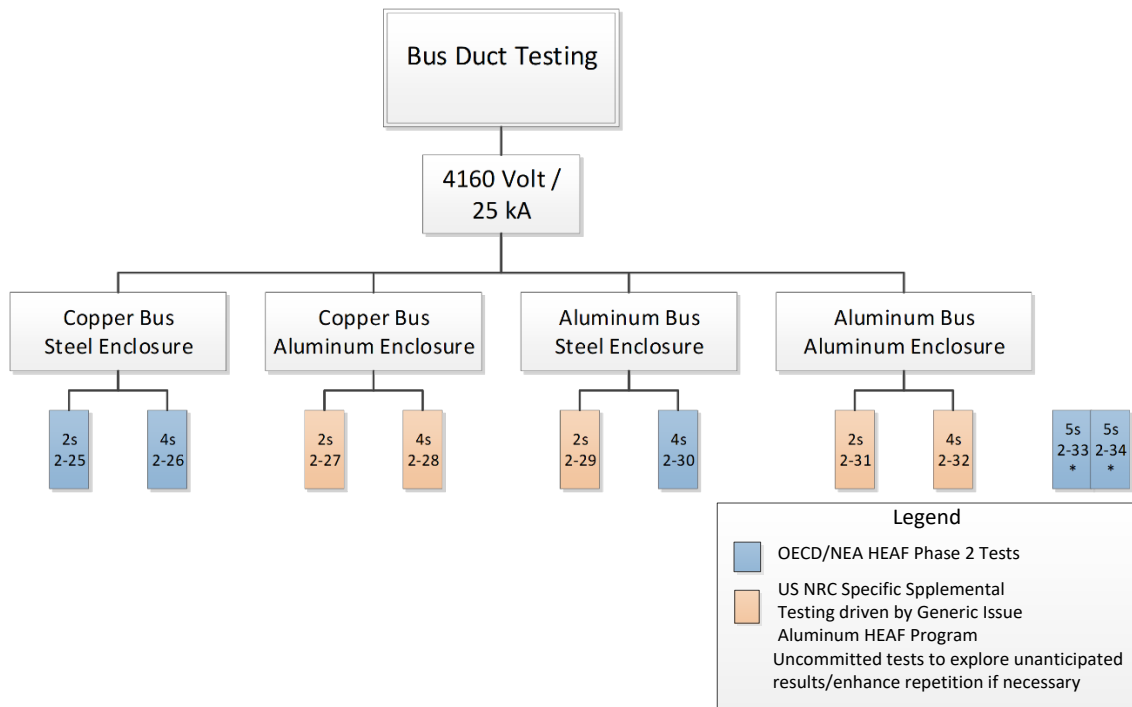 Bus Duct Testing
4160 Volt /
25 kA
Copper Bus
Steel Enclosure
Copper Bus
Aluminum Enclosure
Aluminum Bus
Steel Enclosure
Aluminum Bus
Aluminum Enclosure
2s
2-25
4s
2-26
2s
2-27
4s
2-28
2s
2-29
4s
2-30
2s
2-31
4s
2-32
5s
2-33
*
5s
2-34
*
Legend
OECD/NEA HEAF Phase 2 Tests
US NRC Specific Spplemental
Testing driven by Generic Issue
Aluminum HEAF Program
Uncommitted tests to explore unanticipated
results/enhance repetition if necessary